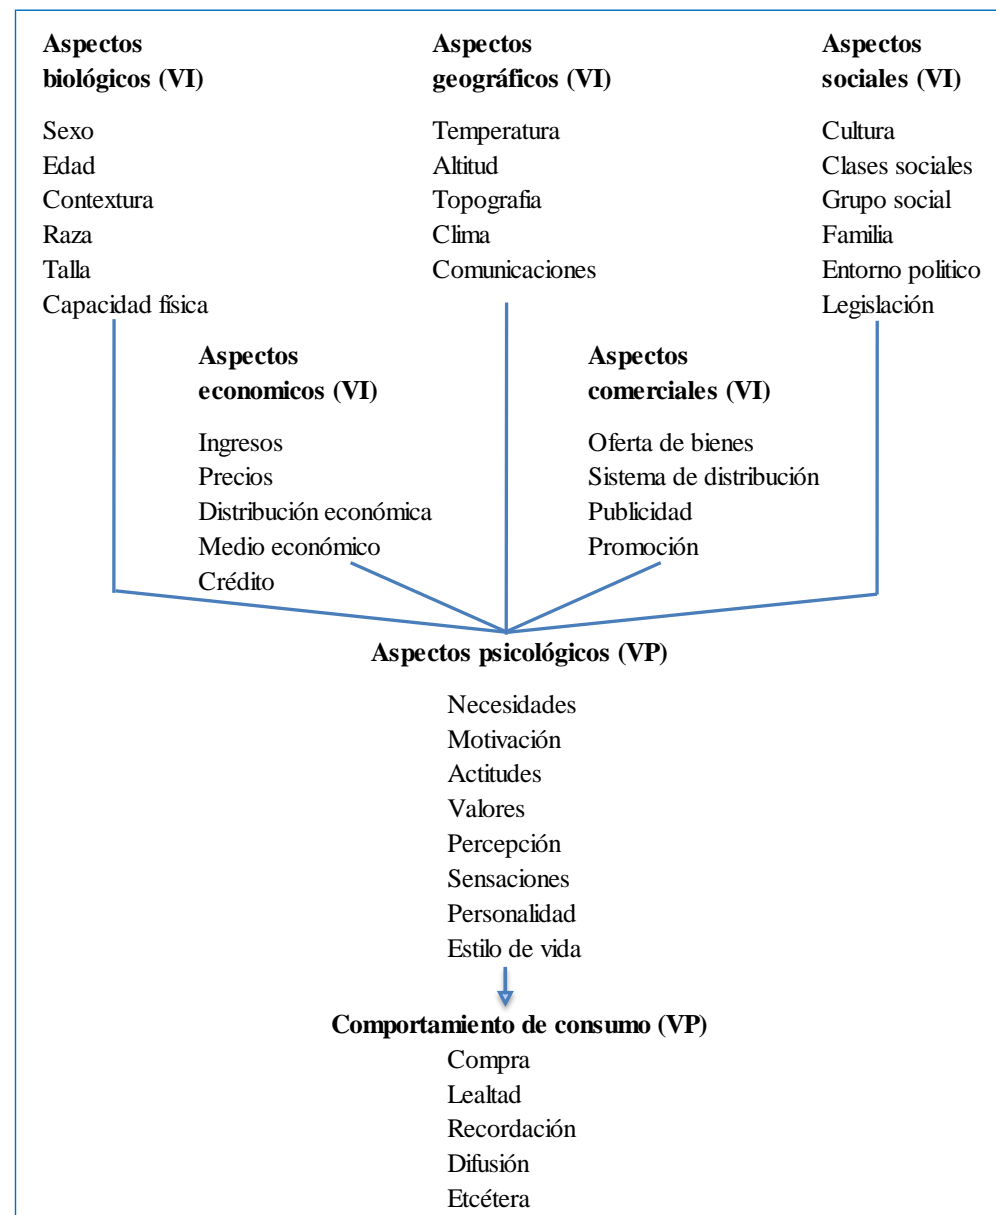 Aspectos
biológicos (VI)
Sexo
Edad
Contextura
Raza
Talla
Capacidad física
Aspectos
geográficos (VI)
Temperatura
Altitud
Topografia
Clima
Comunicaciones
Aspectos
sociales (VI)
Cultura
Clases sociales
Grupo social
Familia
Entorno politico
Legislación
Aspectos
economicos (VI)
Ingresos
Precios
Distribución económica
Medio económico
Crédito
Aspectos
comerciales (VI)
Oferta de bienes
Sistema de distribución
Publicidad
Promoción
Aspectos psicológicos (VP)
Necesidades
Motivación
Actitudes
Valores
Percepción
Sensaciones
Personalidad
Estilo de vida
Comportamiento de consumo (VP)
Compra
Lealtad
Recordación
Difusión
Etcétera